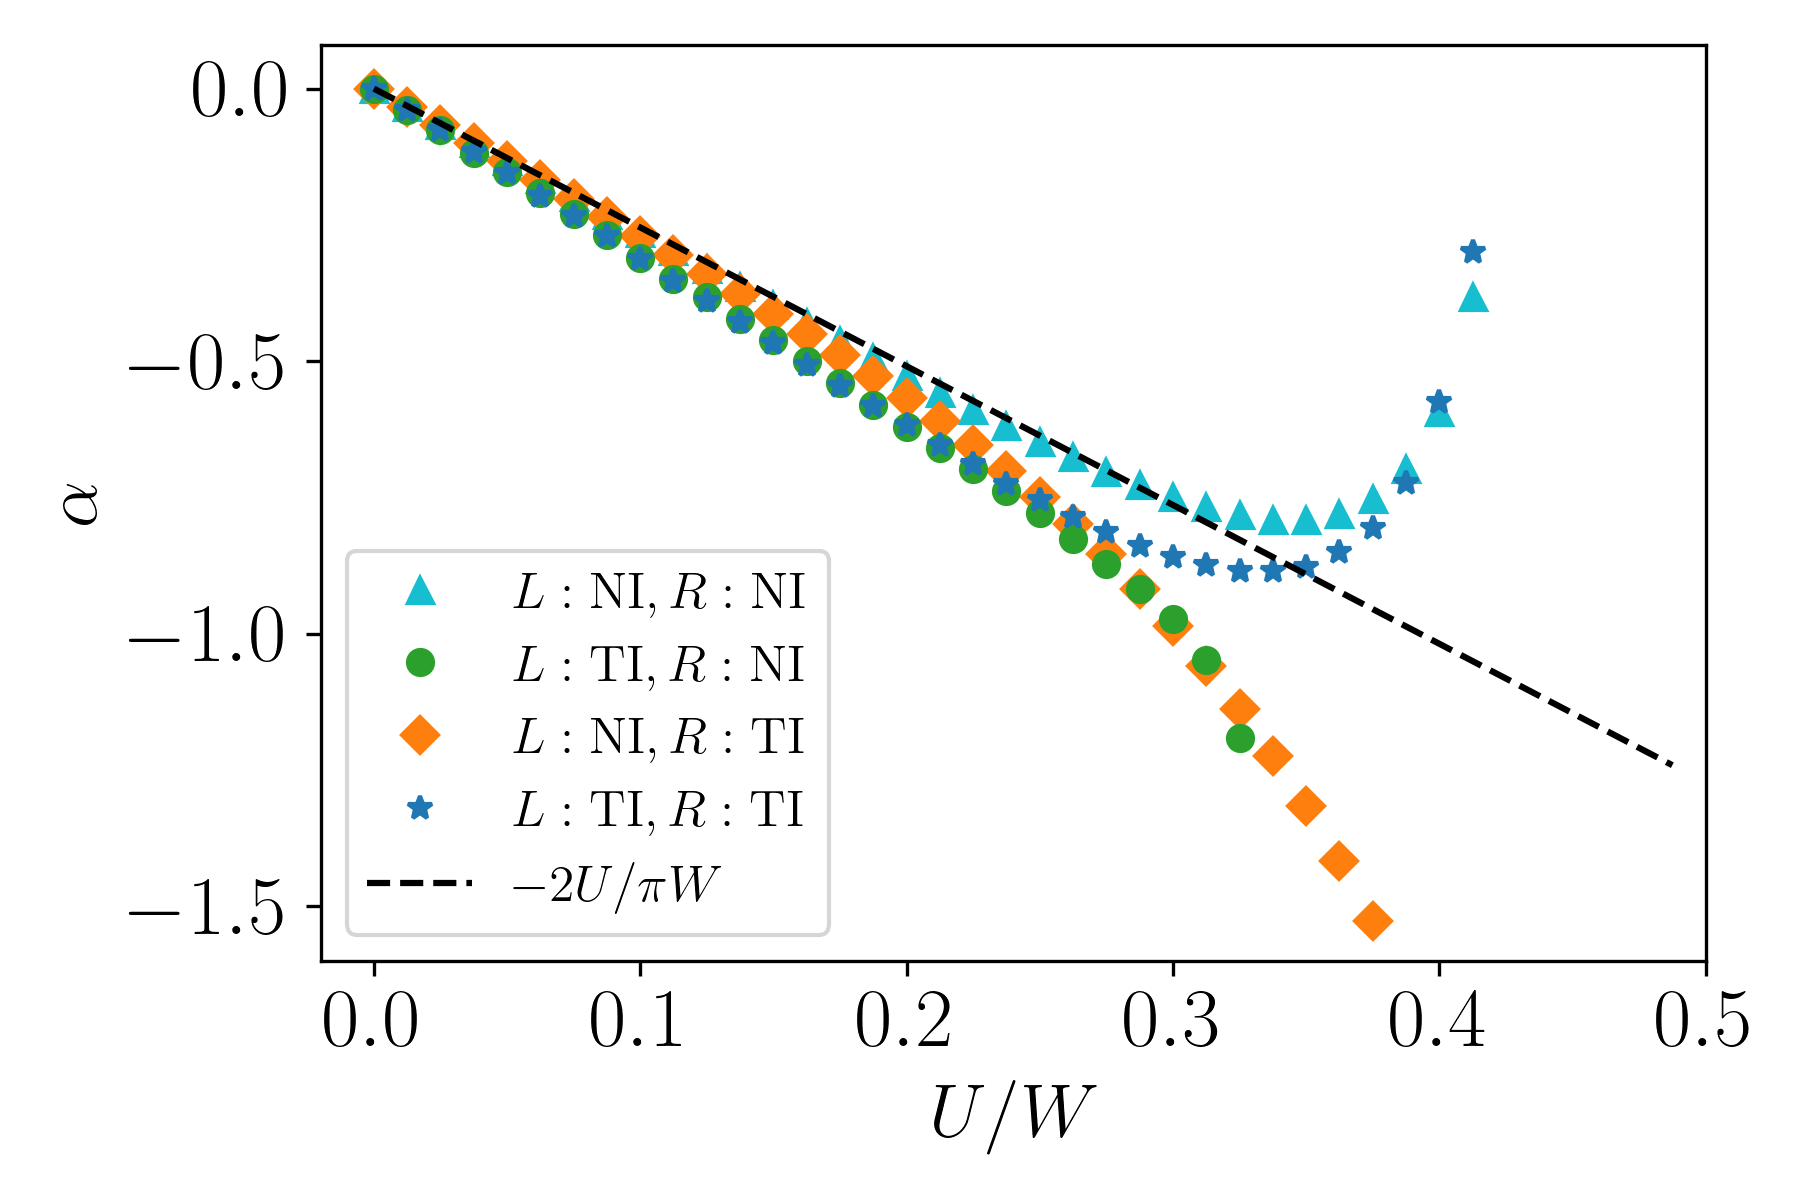 0.0
−0.5
−1.0
−1.5
α
L : NI, R : NI
L : TI, R : NI
L : NI, R : TI
L : TI, R : TI
−2U/πW
0.0 0.1 0.2 0.3 0.4 0.5
U/W